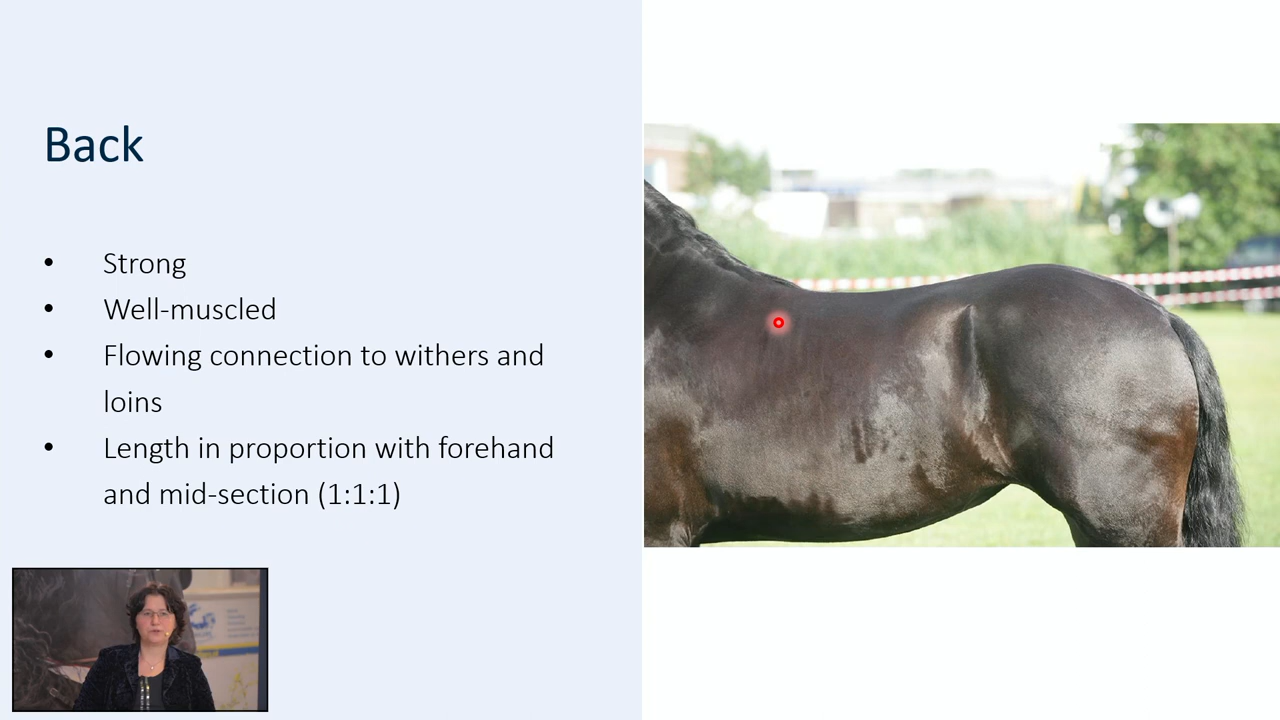 Back
• Strong
• Well-muscled
• Flowing connection to withers and
loins
• Length in proportion with forehand
and mid-section (1:1:1)